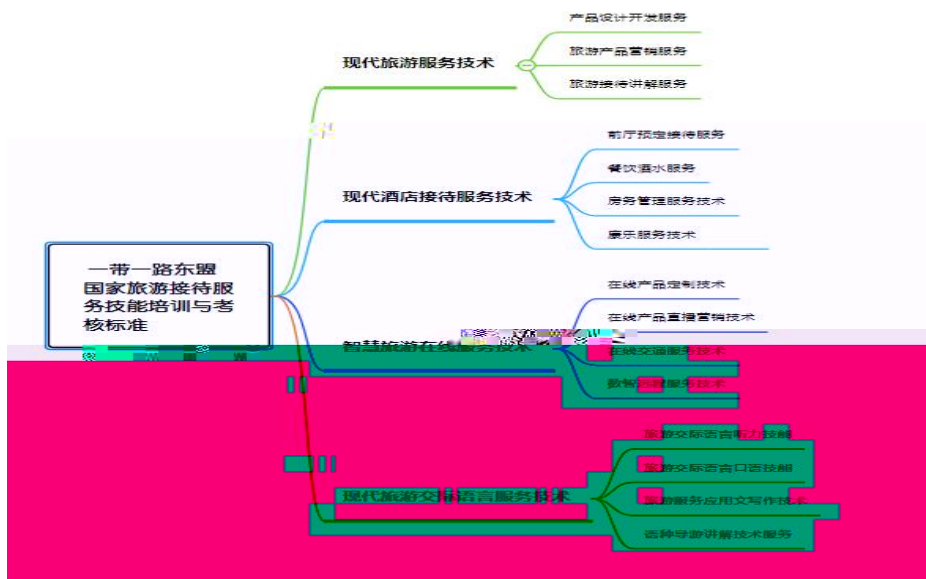 一带一路东盟
国家旅游接待服
务技能培训与考
核标准
现代旅游服务技术
产品设计开发服务
旅游产品营销服务
旅游接待讲解服务
现代酒店接待服务技术
前厅预定接待服务
餐饮酒水服务
房务管理服务技术
康乐服务技术
智慧旅游在线服务技术
在线产品定制技术
在线产品直播营销技术
在线交通服务技术
数智远程服务技术
现代旅游交际语言服务技术
旅游交际语言听力技能
旅游交际语言口语技能
旅游服务应用文写作技术
语种导游讲解技术服务